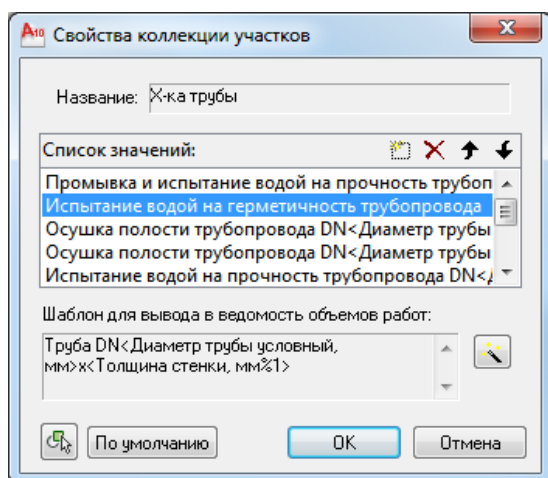 A10 Свойства коллекции участков
Название: Х-ка трубы
Список значений:
Промывка и испытание водой на прочность трубоп
Испытание водой на герметичность трубопровода
Осушка полости трубопровода DN<Диаметр трубы
Осушка полости трубопровода DN<Диаметр трубы
Испытание водой на прочность трубопровода DN<
Шаблон для вывода в ведомость объемов работ:
Труба DN<Диаметр трубы условный,
мм>x<Толщина стенки, мм%1>
По умолчанию OK Отмена